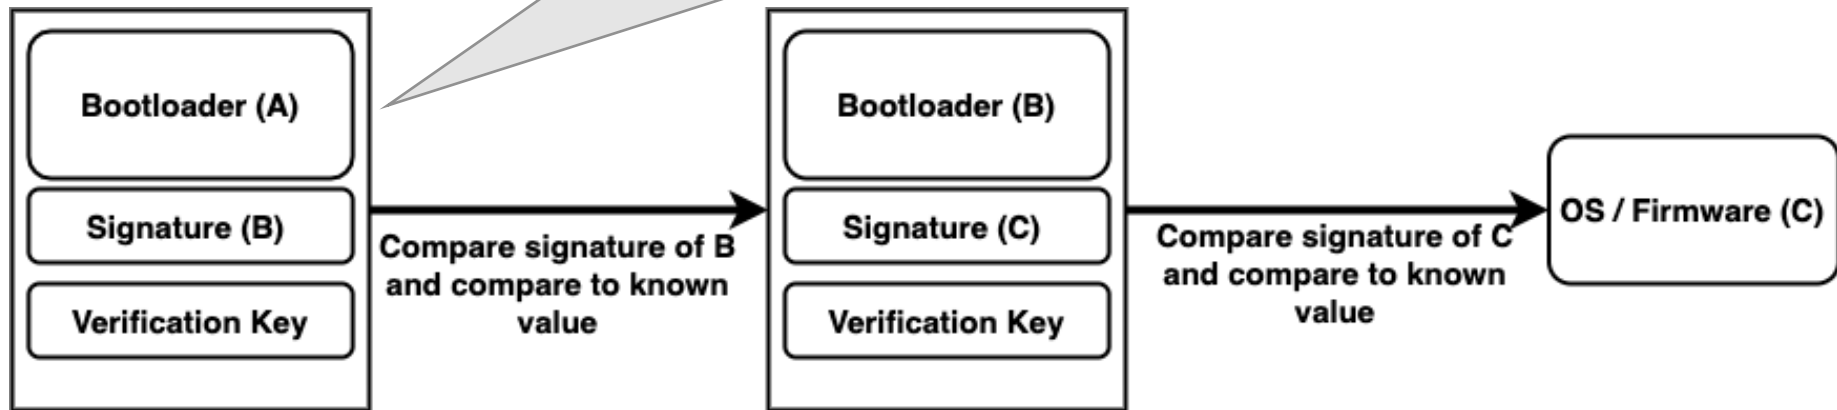 Bootloader (A)
Signature (B)
Verification Key
Compare signature of B
and compare to known
value
Bootloader (B)
Signature (C)
Verification Key
Compare signature of C
and compare to known
value
OS / Firmware (C)